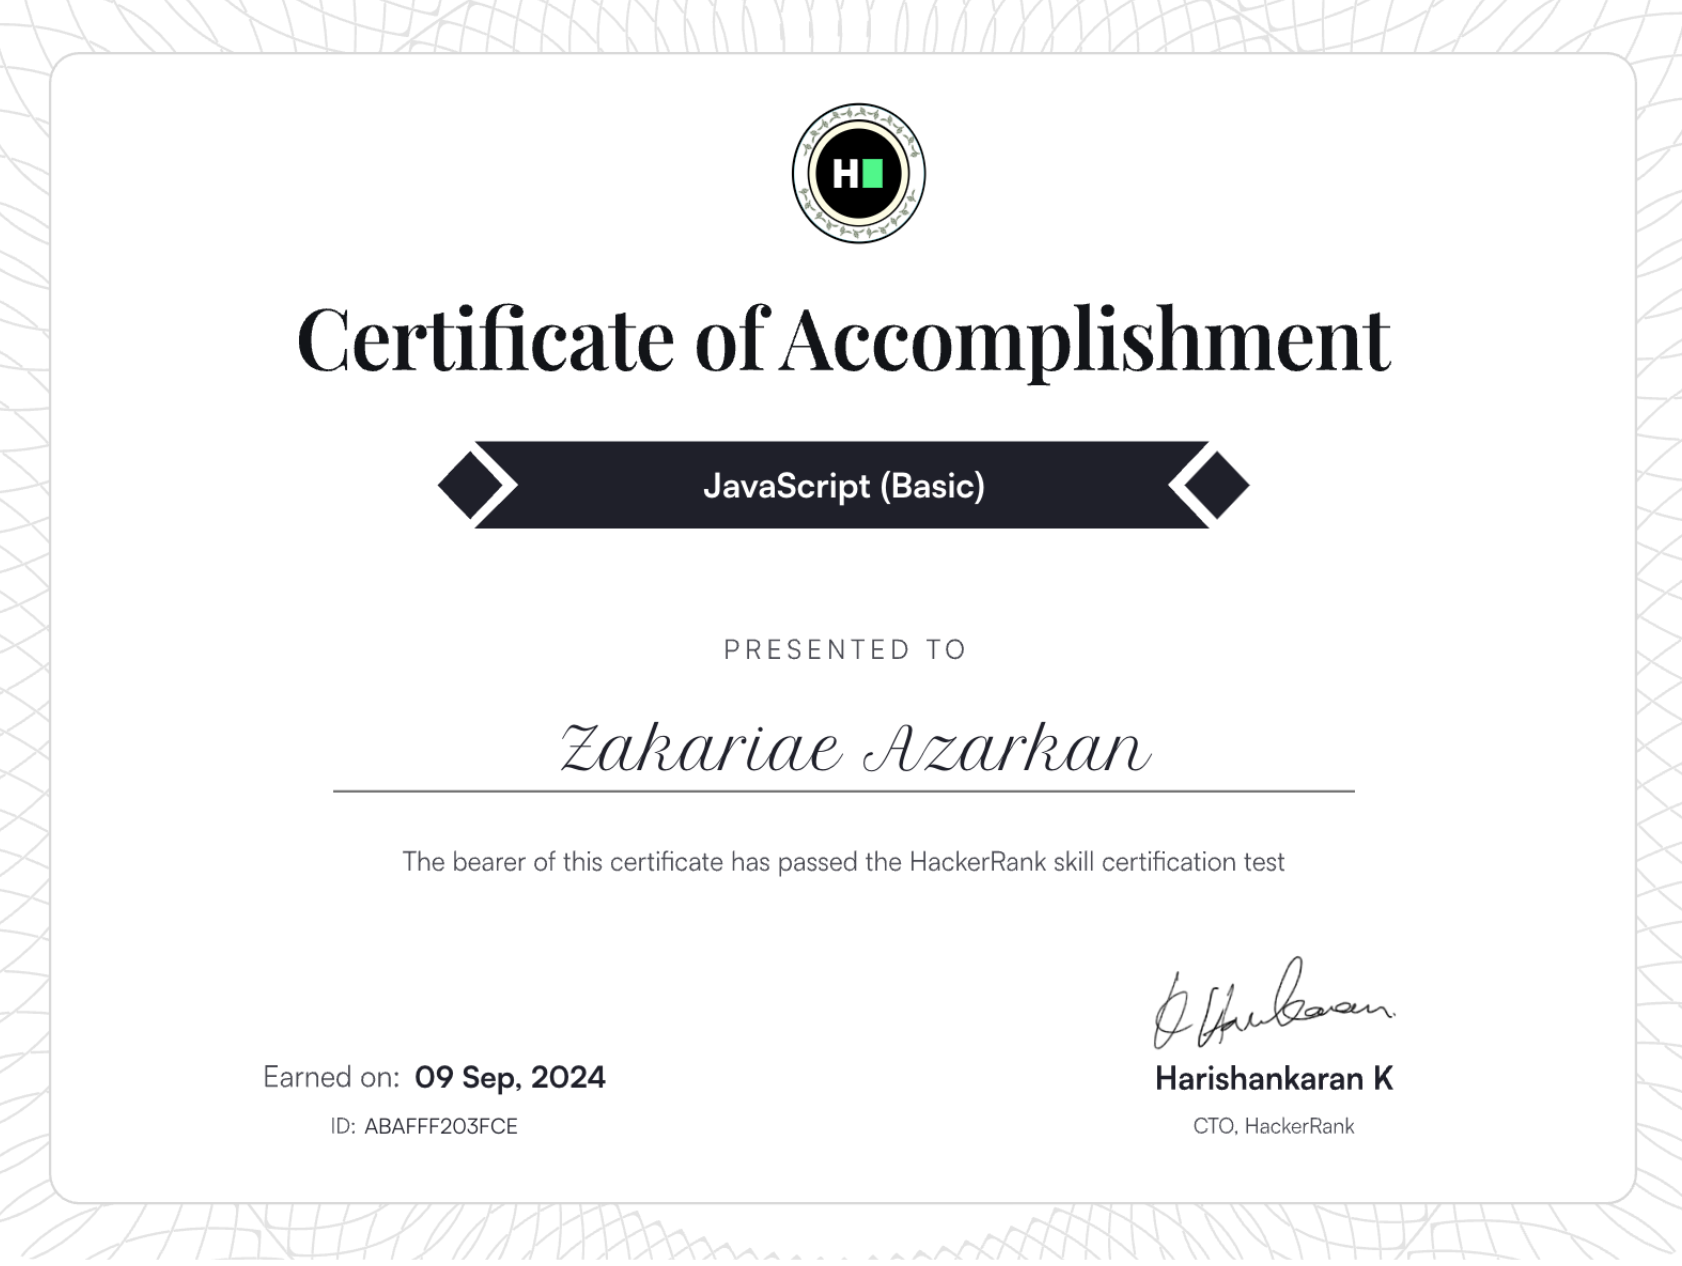 H
Certificate of Accomplishment
JavaScript (Basic)
PRESENTED TO
Zakariae Azarkan
The bearer of this certificate has passed the HackerRank skill certification test
Earned on: 09 Sep, 2024
ID: ABAFFF203FCE
K Harikaran
Harishankaran K
CTO, HackerRank